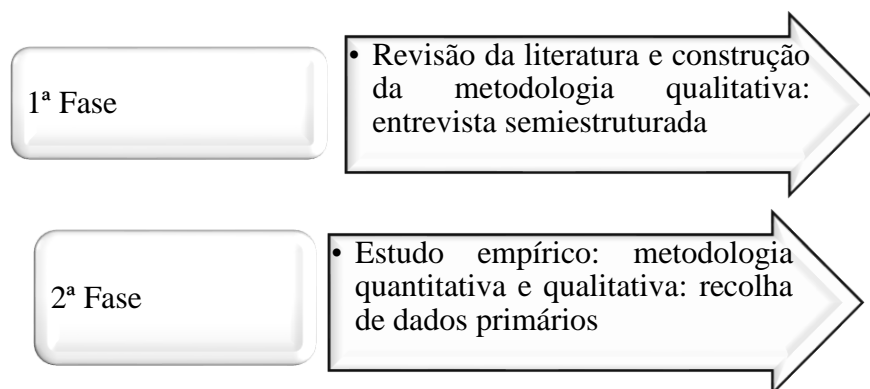 1ª Fase
• Revisão da literatura e construção
da metodologia qualitativa:
entrevista semiestruturada
2ª Fase
• Estudo empírico: metodologia
quantitativa e qualitativa: recolha
de dados primários